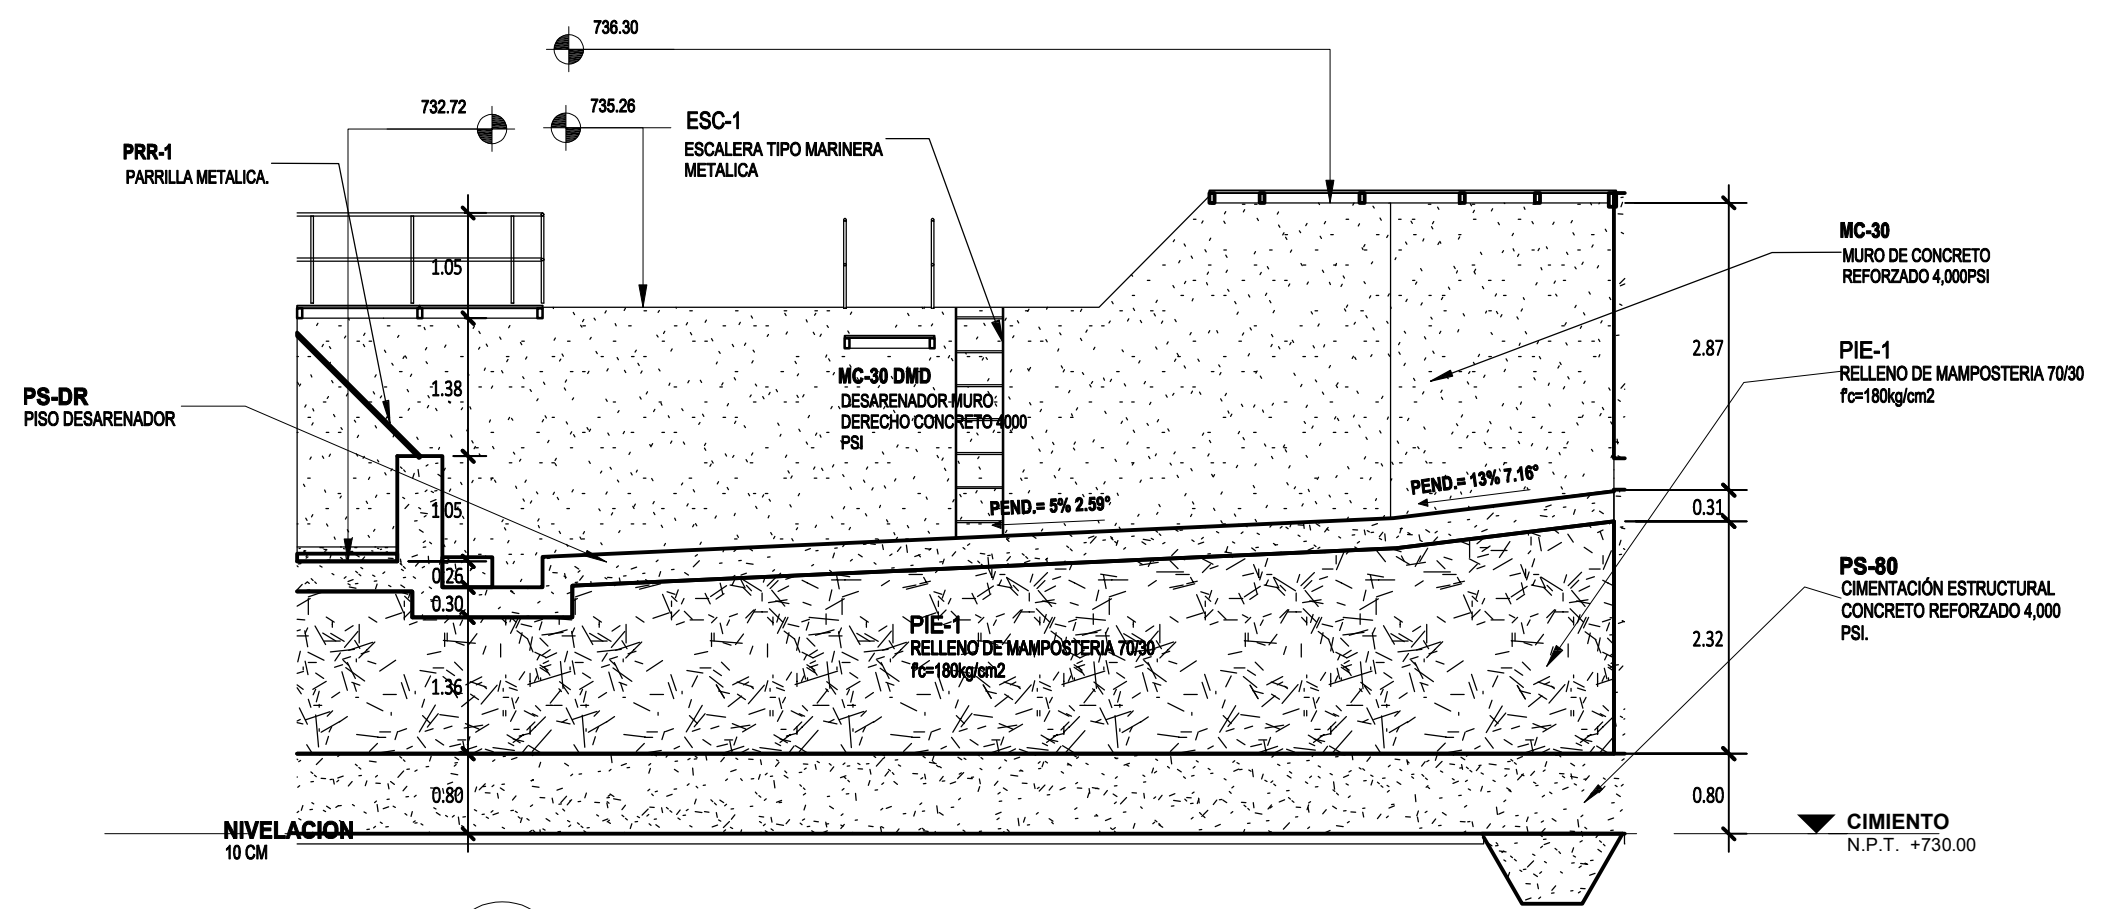 736.30
732.72
735.26
ESC-1
ESCALERA TIPO MARINERA
METALICA
PRR-1
PARRILLA METALICA.
MC-30
MURO DE CONCRETO
REFORZADO 4,000PSI
1.05
2.87
PIE-1
RELLENO DE MAMPOSTERIA 70/30
f'c=180kg/cm2
1.38
PS-DR
PISO DESARENADOR
MC-30 DMD
DESARENADOR MURO
DERECHO CONCRETO 4000
PSI
PEND.= 13% 7.16°
PEND.= 5% 2.59°
1.05
0.31
0.26
0.30
PS-80
CIMENTACIÓN ESTRUCTURAL
CONCRETO REFORZADO 4,000
PSI.
PIE-1
RELLENO DE MAMPOSTERIA 70/30
f'c=180kg/cm2
2.32
1.36
0.80
0.80
NIVELACION
10 CM
CIMIENTO
N.P.T. +730.00